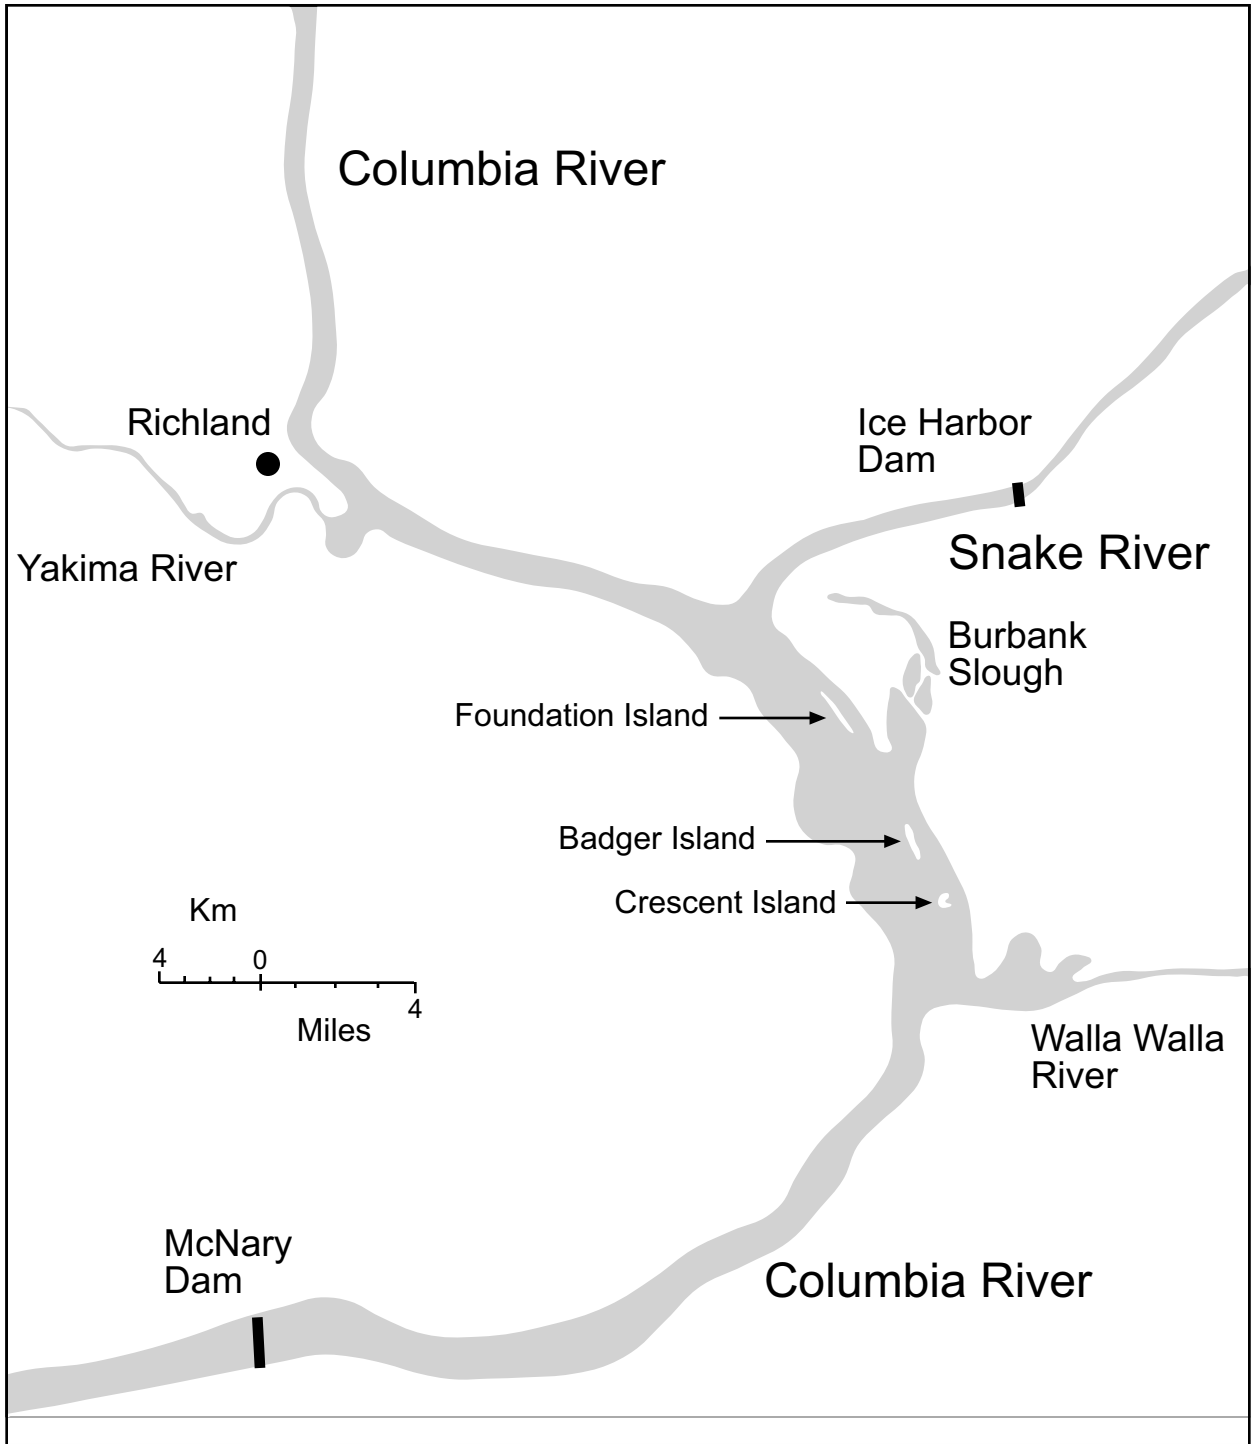 Columbia River
Richland
Ice Harbor
Dam
Snake River
Yakima River
Burbank
Slough
Foundation Island
Badger Island
Crescent Island
Km
4 0
4
Miles
Walla Walla
River
McNary
Dam
Columbia River